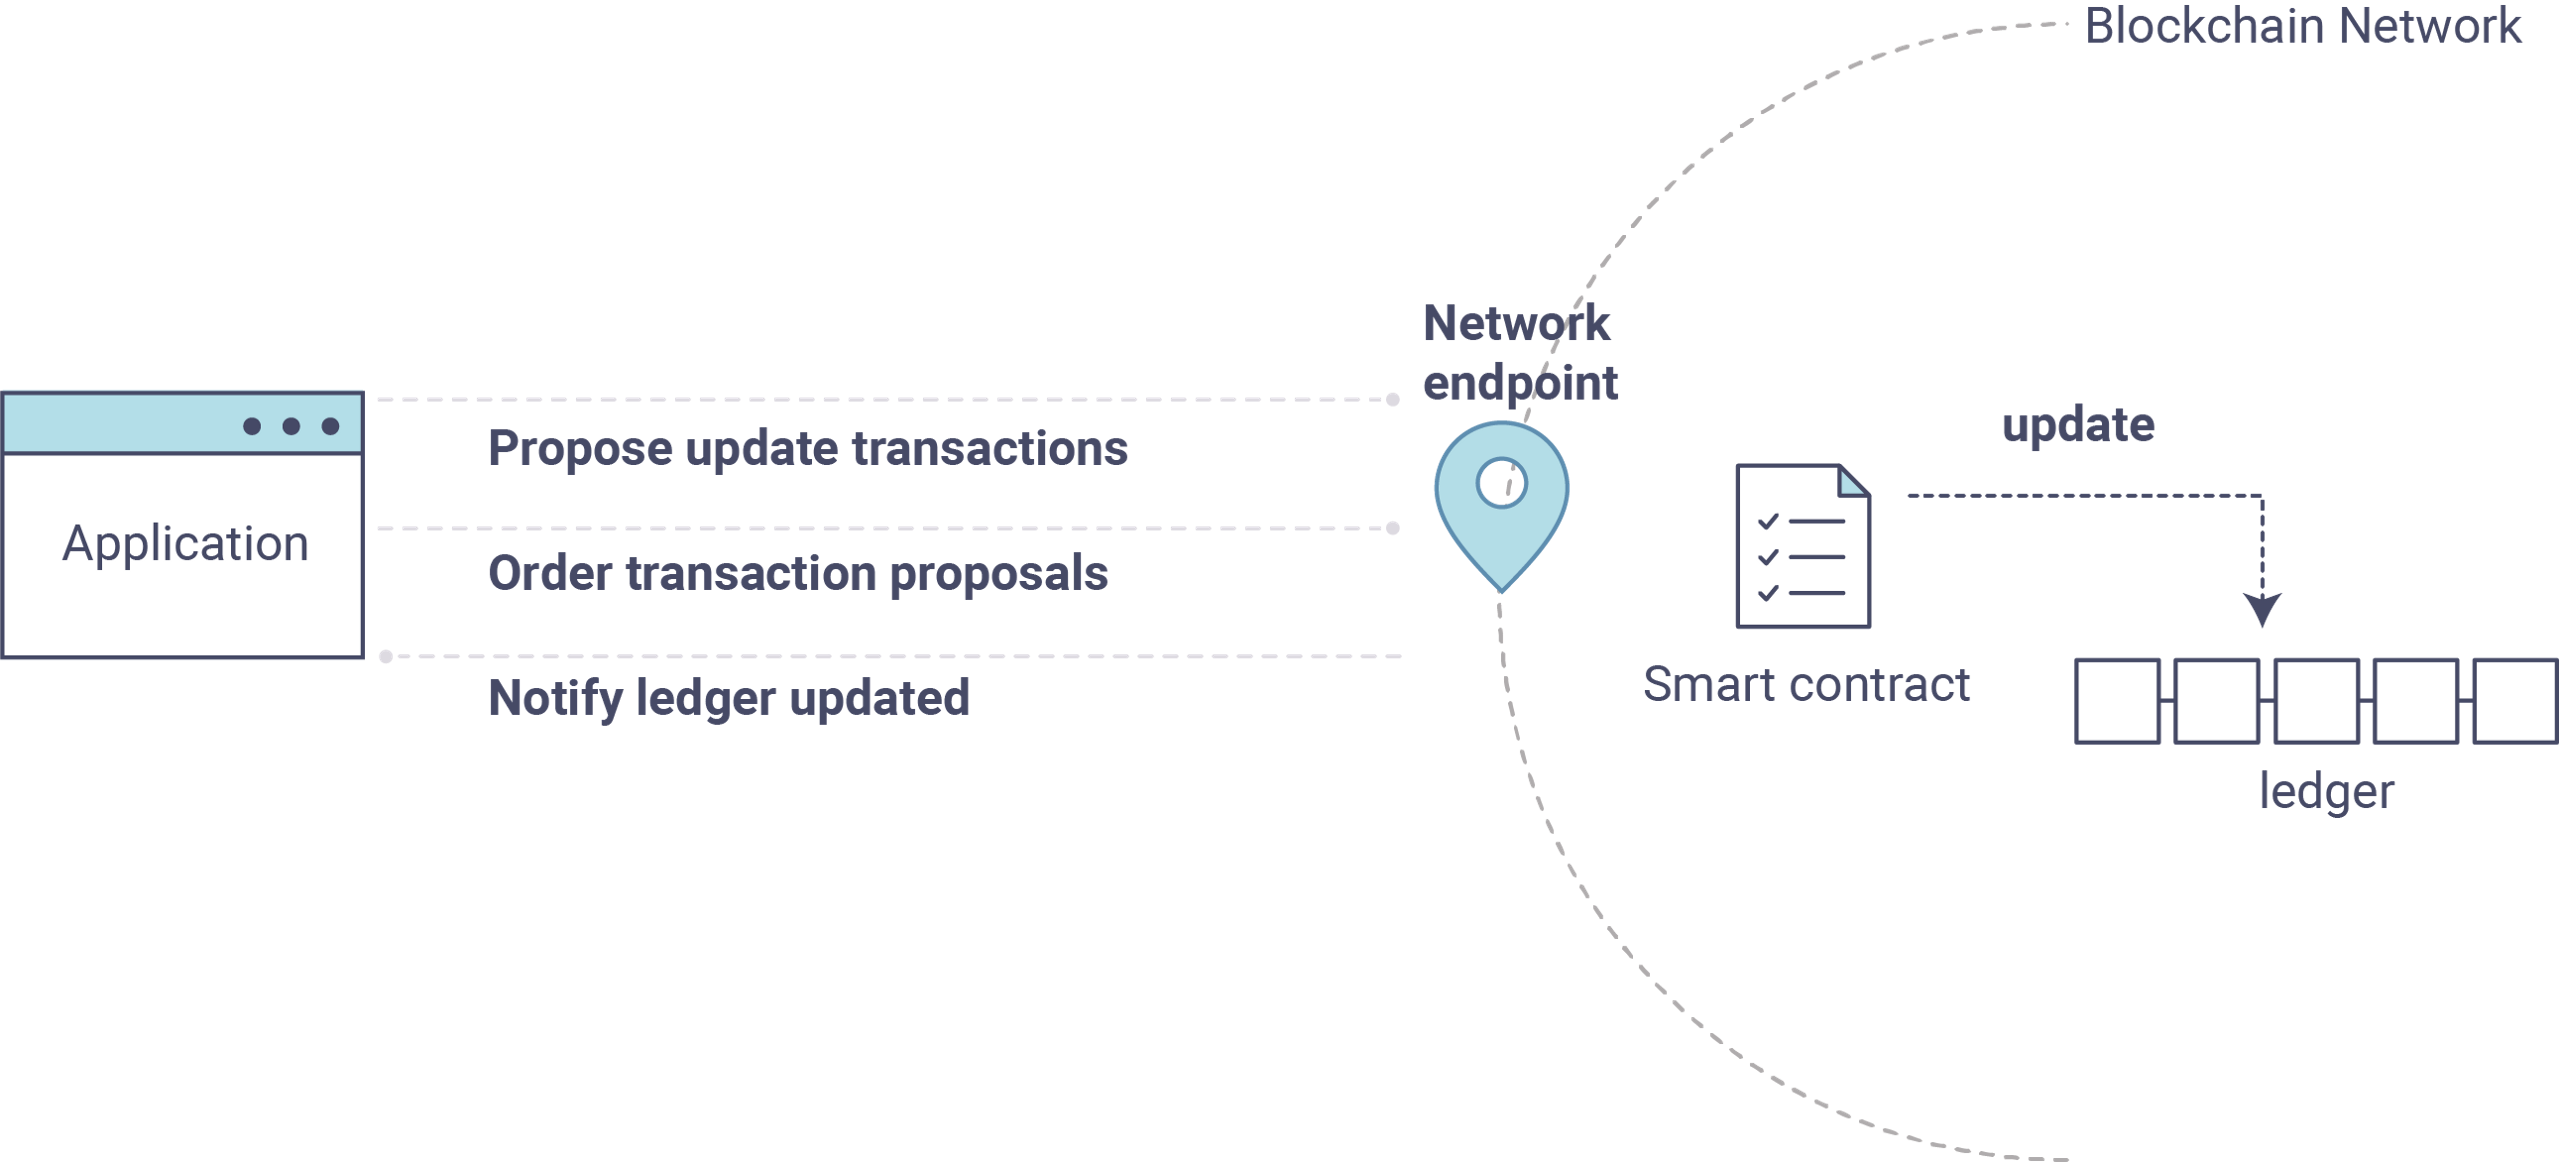 Blockchain Network
Network
endpoint
update
Propose update transactions
Application
Order transaction proposals
Smart contract
Notify ledger updated
ledger